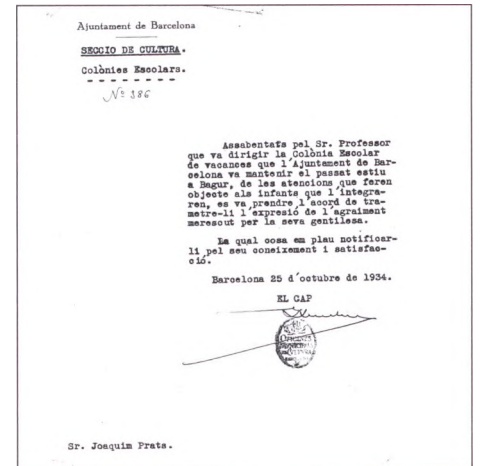 Ajuntament de Barcelona
SECCIO DE CULTURA.
Colònies Escolars.
Nº 386
Assabentats pel Sr. Professor
que va dirigir la Colònia Escolar
de vacances que l'Ajuntament de Bar-
celona va mantenir el passat estiu
a Bagur, de les atencions que feren
objecte als infants que l'integra-
ren, es va prendre l'acord de tra-
metre-li l'expresió de l'agraiment
merescut per la seva gentilesa.
La qual cosa em plau notificar-
li pel seu coneixement i satisfac-
ció.
Barcelona 25 d'octubre de 1934.
EL CAP
Sr. Joaquim Prats.